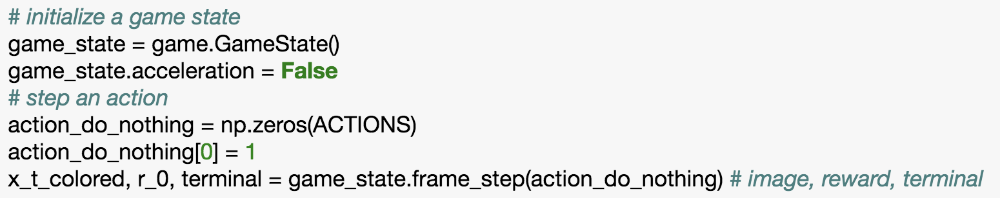 # initialize a game state
game_state = game.GameState()
game_state.acceleration = False
# step an action
action_do_nothing = np.zeros(ACTIONS)
action_do_nothing[0] = 1
x_t_colored, r_0, terminal = game_state.frame_step(action_do_nothing) # image, reward, terminal